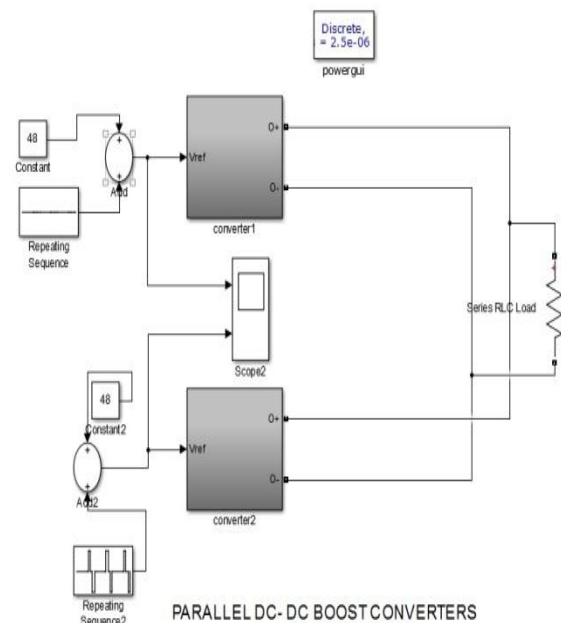 Discrete,
= 2.5e-06
powergui
48
Constant
Add
Repeating
Sequence
Vref
O+
O-
converter1
Series RLC Load
Scope2
48
Constant2
Add2
Vref
O+
O-
converter2
Repeating
Sequence2
PARALLEL DC- DC BOOST CONVERTERS